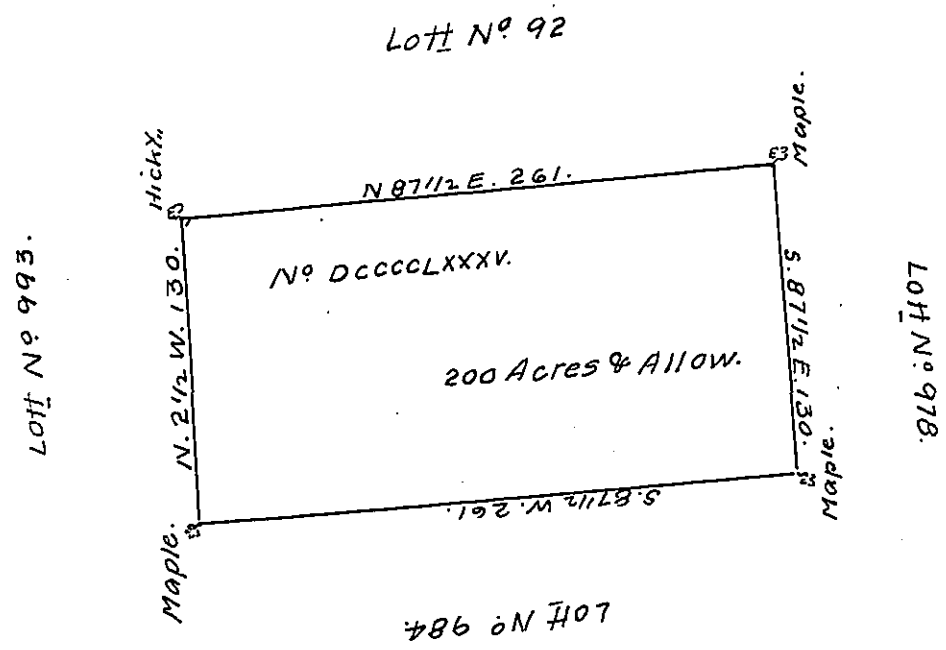 Lott Nº 92
Hicky.
Maple.
N 87 1/2 E. 261.
Nº DCCCCLXXXV.
200 Acres & Allow.
N. 2 1/2 W. 130.
S. 87 1/2 E. 130.
Lott Nº 993.
Lott Nº 978.
S. 87 1/2 W. 261.
Maple.
Maple.
Lott Nº 984.